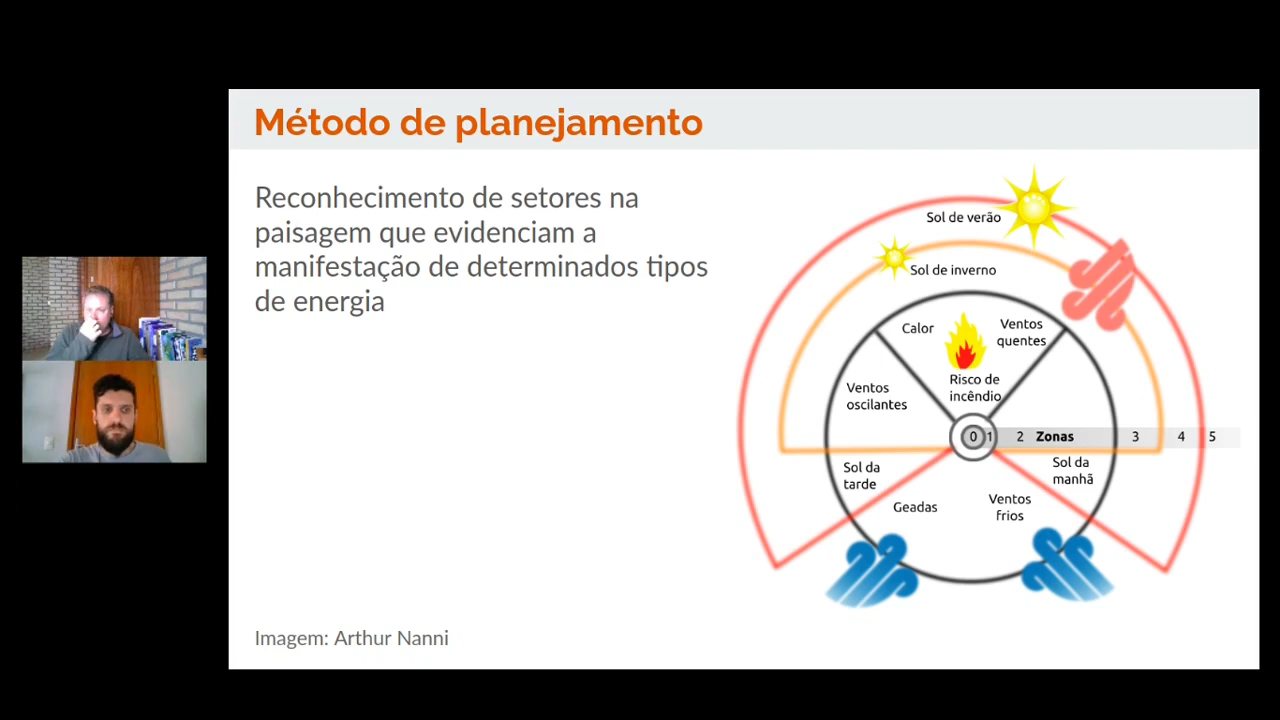 Método de planejamento
Reconhecimento de setores na
paisagem que evidenciam a
manifestação de determinados tipos
de energia
Sol de verão
Sol de inverno
Calor
Ventos
quentes
Risco de
incêndio
Ventos
oscilantes
0 1 2 Zonas 3 4 5
Sol da
tarde
Sol da
manhã
Geadas
Ventos
frios
Imagem: Arthur Nanni